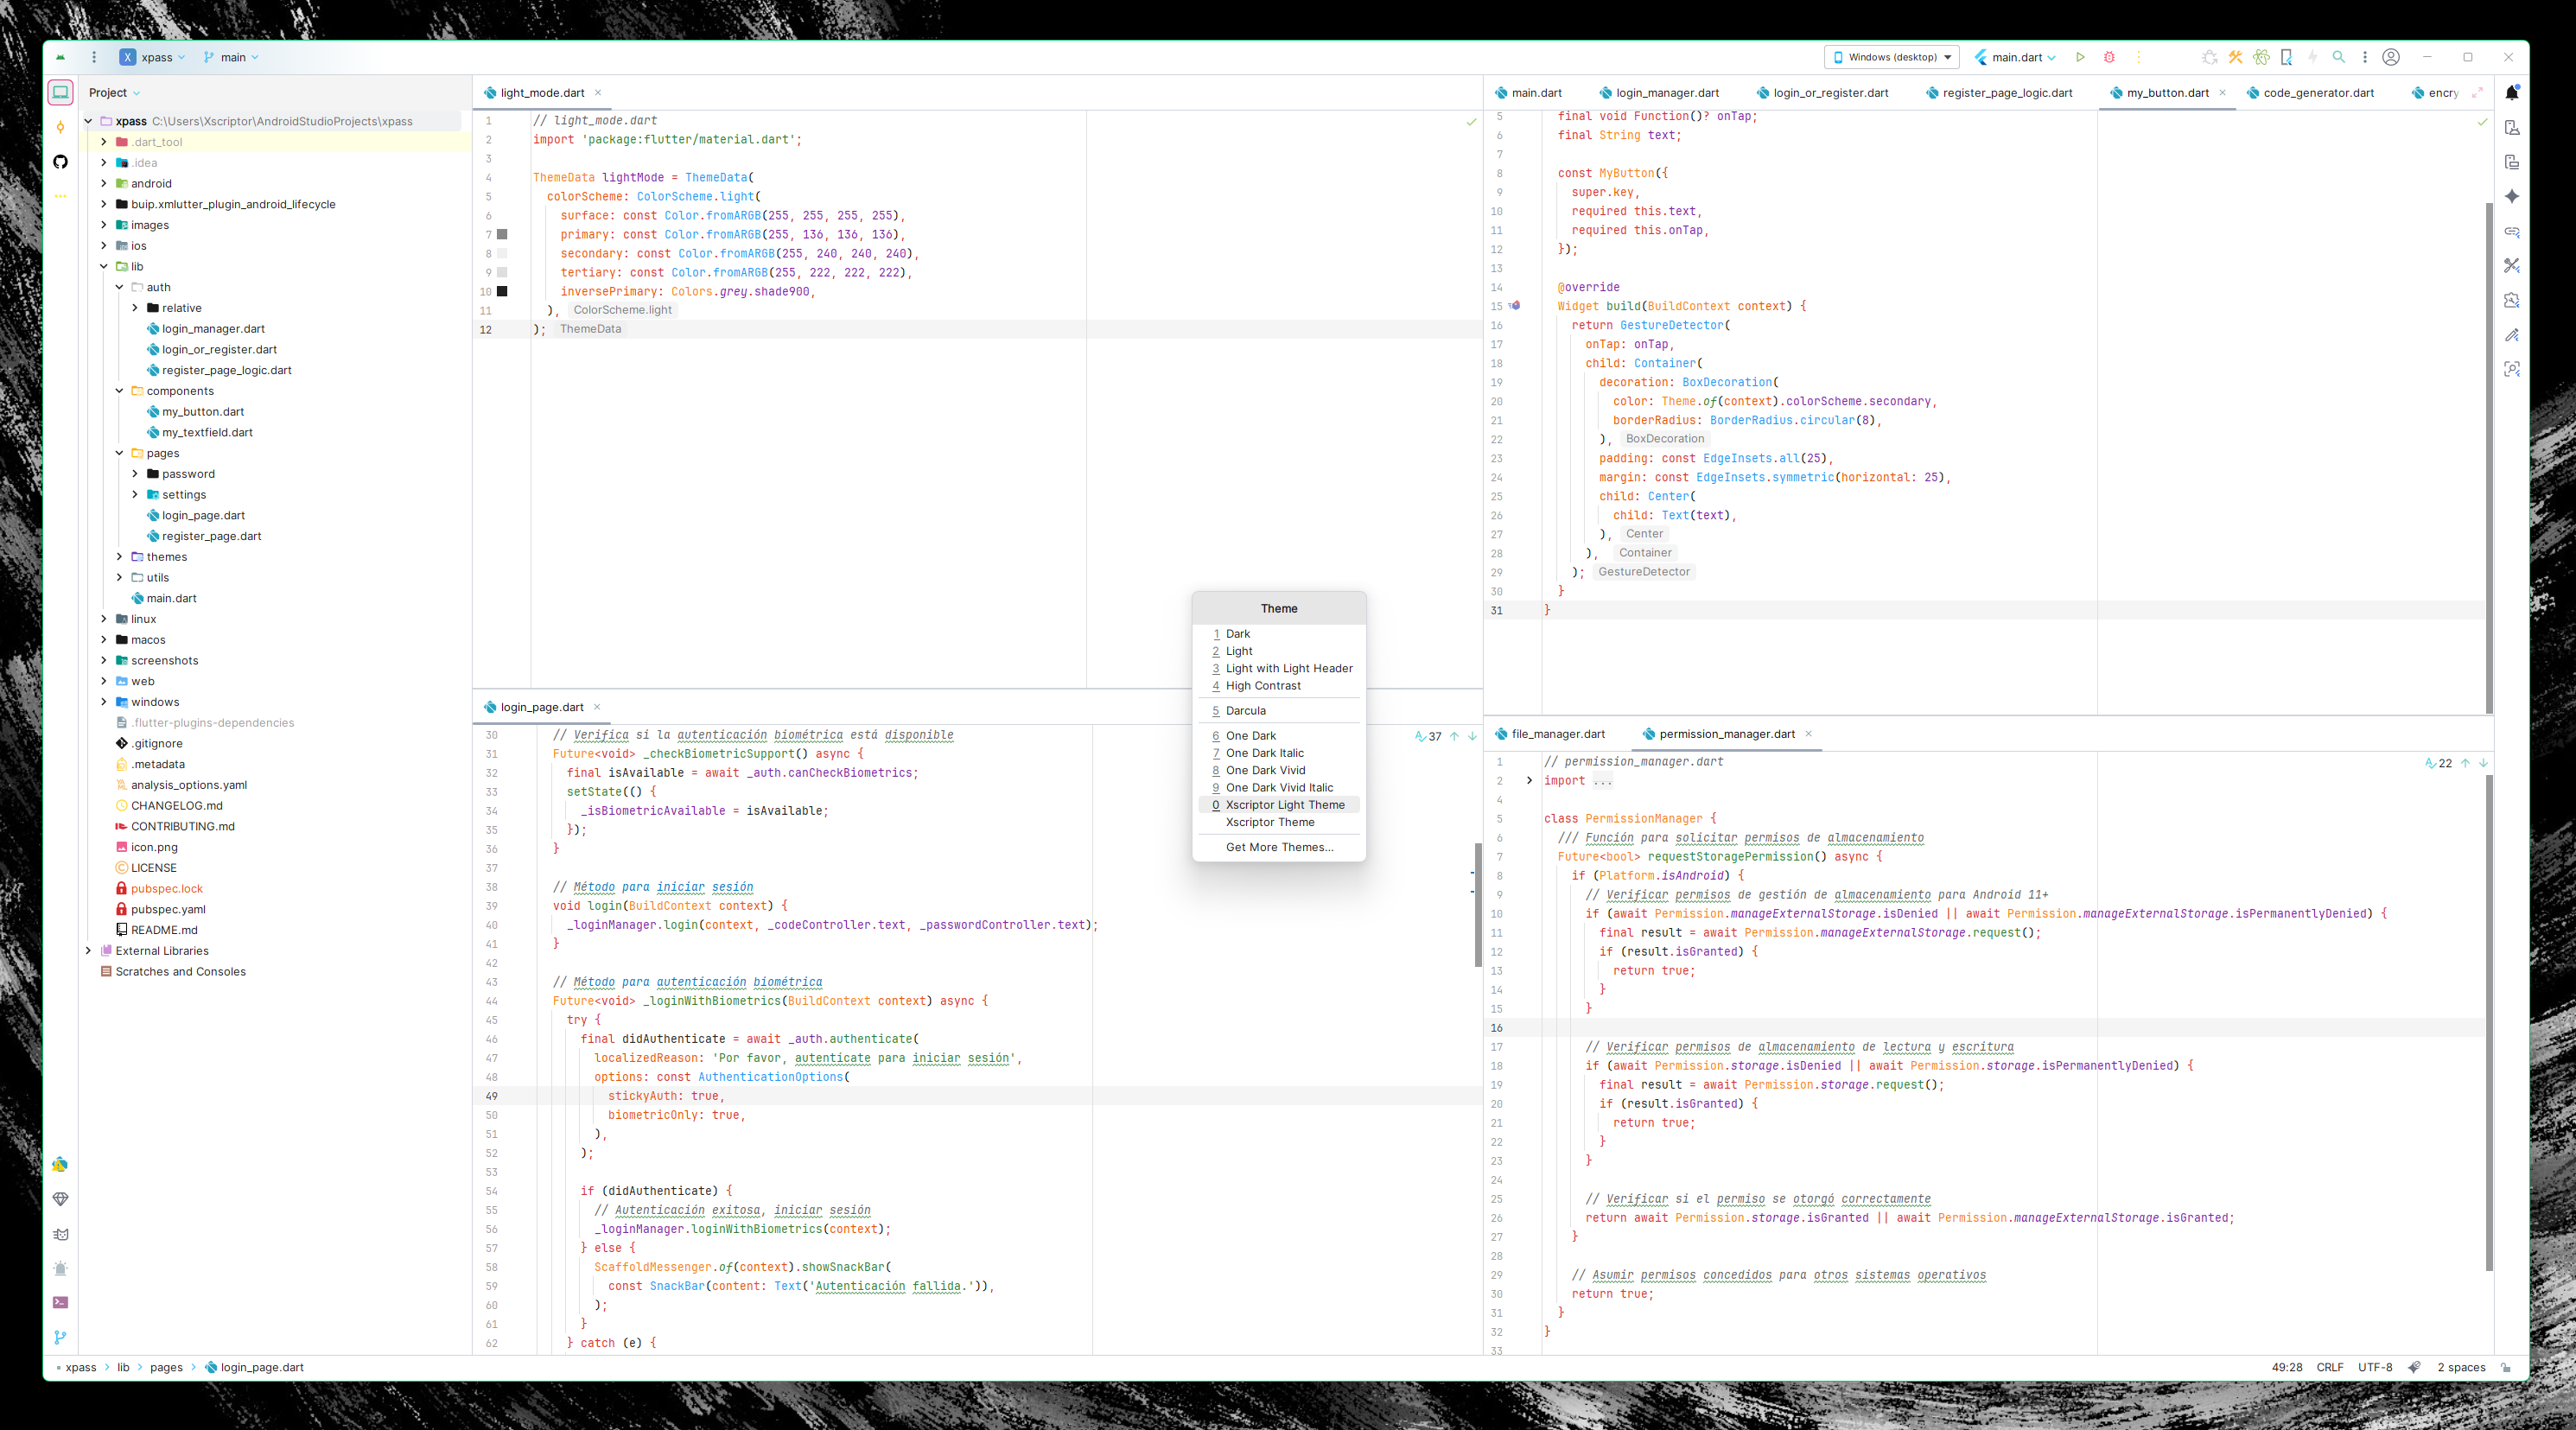 X xpass main
Windows (desktop) main.dart
Project
xpass C:\Users\Xscriptor\AndroidStudioProjects\xpass
.dart_tool
.idea
android
buip.xmlutter_plugin_android_lifecycle
images
ios
lib
auth
relative
login_manager.dart
login_or_register.dart
register_page_logic.dart
components
my_button.dart
my_textfield.dart
pages
password
settings
login_page.dart
register_page.dart
themes
utils
main.dart
linux
macos
screenshots
web
windows
.flutter-plugins-dependencies
.gitignore
.metadata
analysis_options.yaml
CHANGELOG.md
CONTRIBUTING.md
icon.png
LICENSE
pubspec.lock
pubspec.yaml
README.md
External Libraries
Scratches and Consoles
light_mode.dart
1 // light_mode.dart
2 import 'package:flutter/material.dart';
3
4 ThemeData lightMode = ThemeData(
5 colorScheme: ColorScheme.light(
6 surface: const Color.fromARGB(255, 255, 255, 255),
7 primary: const Color.fromARGB(255, 136, 136, 136),
8 secondary: const Color.fromARGB(255, 240, 240, 240),
9 tertiary: const Color.fromARGB(255, 222, 222, 222),
10 inversePrimary: Colors.grey.shade900,
11 ), ColorScheme.light
12 ); ThemeData
login_page.dart
37
30 // Verifica si la autenticación biométrica está disponible
31 Future<void> _checkBiometricSupport() async {
32 final isAvailable = await _auth.canCheckBiometrics;
33 setState(() {
34 _isBiometricAvailable = isAvailable;
35 });
36 }
37
38 // Método para iniciar sesión
39 void login(BuildContext context) {
40 _loginManager.login(context, _codeController.text, _passwordController.text);
41 }
42
43 // Método para autenticación biométrica
44 Future<void> _loginWithBiometrics(BuildContext context) async {
45 try {
46 final didAuthenticate = await _auth.authenticate(
47 localizedReason: 'Por favor, autenticate para iniciar sesión',
48 options: const AuthenticationOptions(
49 stickyAuth: true,
50 biometricOnly: true,
51 ),
52 );
53
54 if (didAuthenticate) {
55 // Autenticación exitosa, iniciar sesión
56 _loginManager.loginWithBiometrics(context);
57 } else {
58 ScaffoldMessenger.of(context).showSnackBar(
59 const SnackBar(content: Text('Autenticación fallida.')),
60 );
61 }
62 } catch (e) {
Theme
1 Dark
2 Light
3 Light with Light Header
4 High Contrast
5 Darcula
6 One Dark
7 One Dark Italic
8 One Dark Vivid
9 One Dark Vivid Italic
0 Xscriptor Light Theme
Xscriptor Theme
Get More Themes...
main.dart login_manager.dart login_or_register.dart register_page_logic.dart my_button.dart code_generator.dart encry
5 final void Function()? onTap;
6 final String text;
7
8 const MyButton({
9 super.key,
10 required this.text,
11 required this.onTap,
12 });
13
14 @override
15 Widget build(BuildContext context) {
16 return GestureDetector(
17 onTap: onTap,
18 child: Container(
19 decoration: BoxDecoration(
20 color: Theme.of(context).colorScheme.secondary,
21 borderRadius: BorderRadius.circular(8),
22 ), BoxDecoration
23 padding: const EdgeInsets.all(25),
24 margin: const EdgeInsets.symmetric(horizontal: 25),
25 child: Center(
26 child: Text(text),
27 ), Center
28 ), Container
29 ); GestureDetector
30 }
31 }
file_manager.dart permission_manager.dart
22
1 // permission_manager.dart
2 import ...
4
5 class PermissionManager {
6 /// Función para solicitar permisos de almacenamiento
7 Future<bool> requestStoragePermission() async {
8 if (Platform.isAndroid) {
9 // Verificar permisos de gestión de almacenamiento para Android 11+
10 if (await Permission.manageExternalStorage.isDenied || await Permission.manageExternalStorage.isPermanentlyDenied) {
11 final result = await Permission.manageExternalStorage.request();
12 if (result.isGranted) {
13 return true;
14 }
15 }
16
17 // Verificar permisos de almacenamiento de lectura y escritura
18 if (await Permission.storage.isDenied || await Permission.storage.isPermanentlyDenied) {
19 final result = await Permission.storage.request();
20 if (result.isGranted) {
21 return true;
22 }
23 }
24
25 // Verificar si el permiso se otorgó correctamente
26 return await Permission.storage.isGranted || await Permission.manageExternalStorage.isGranted;
27 }
28
29 // Asumir permisos concedidos para otros sistemas operativos
30 return true;
31 }
32 }
33
xpass > lib > pages > login_page.dart
49:28 CRLF UTF-8 2 spaces